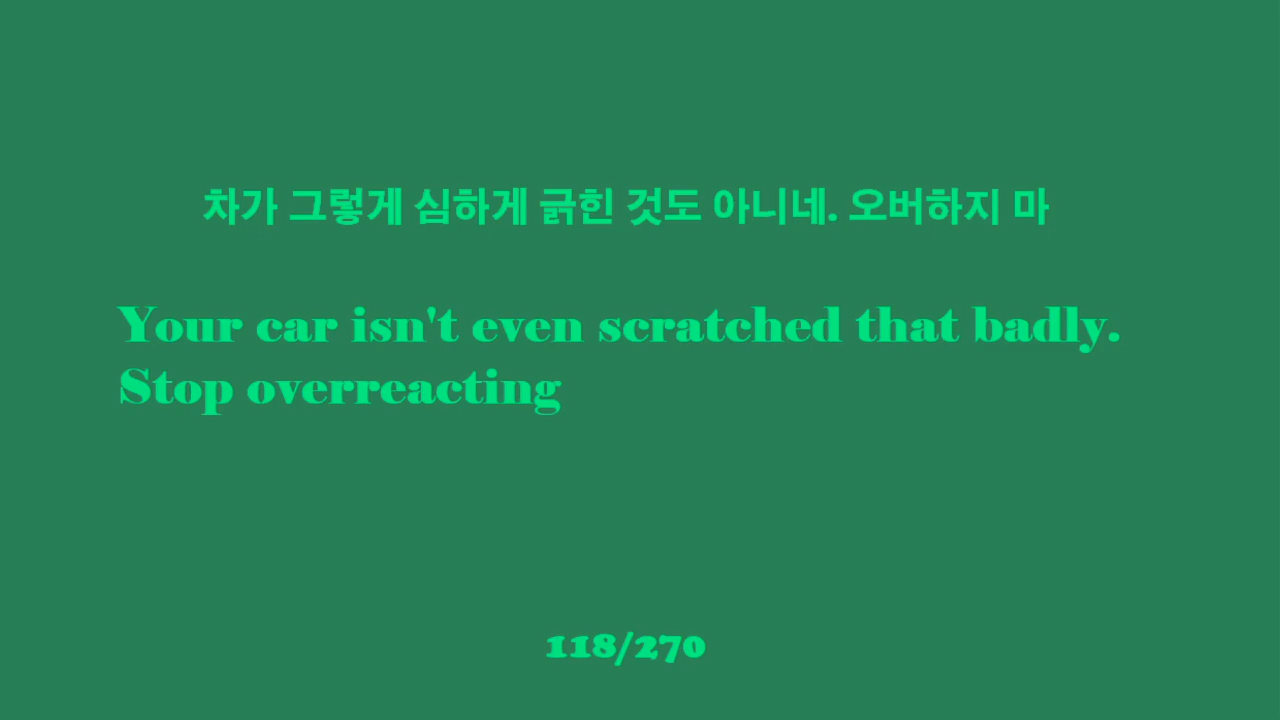 차가 그렇게 심하게 긁힌 것도 아니네. 오버하지 마
Your car isn't even scratched that badly.
Stop overreacting
118/270